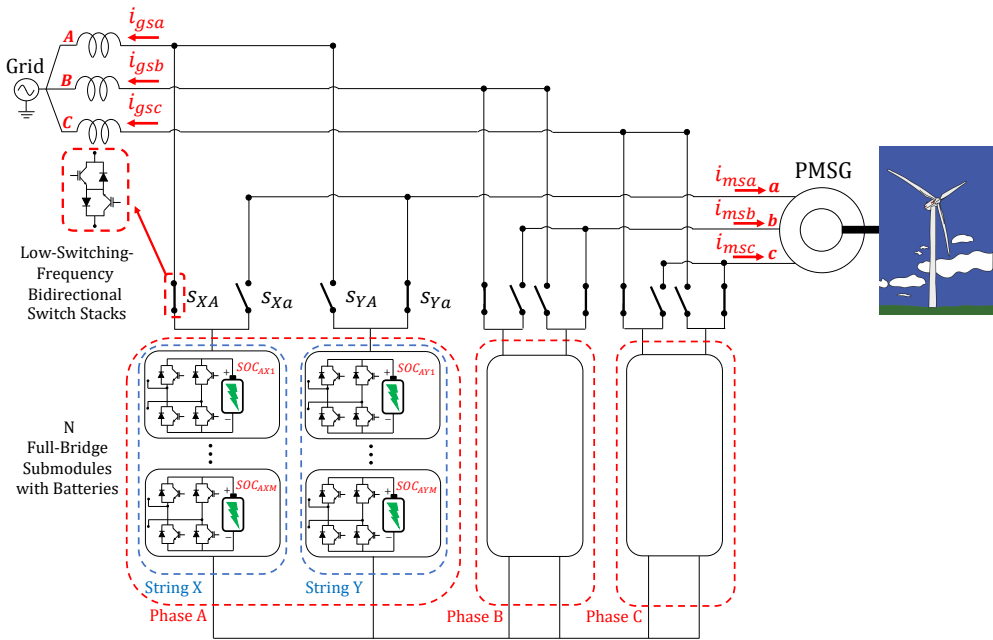 i_gsa
A
Grid
i_gsb
B
i_gsc
C
PMSG
i_msa
a
i_msb
b
i_msc
c
Low-Switching-
Frequency
Bidirectional
Switch Stacks
S_XA
S_Xa
S_YA
S_Ya
SOC_AX1
+
−
SOC_AY1
+
−
N
Full-Bridge
Submodules
with Batteries
SOC_AXM
+
−
SOC_AYM
+
−
String X
String Y
Phase A
Phase B
Phase C